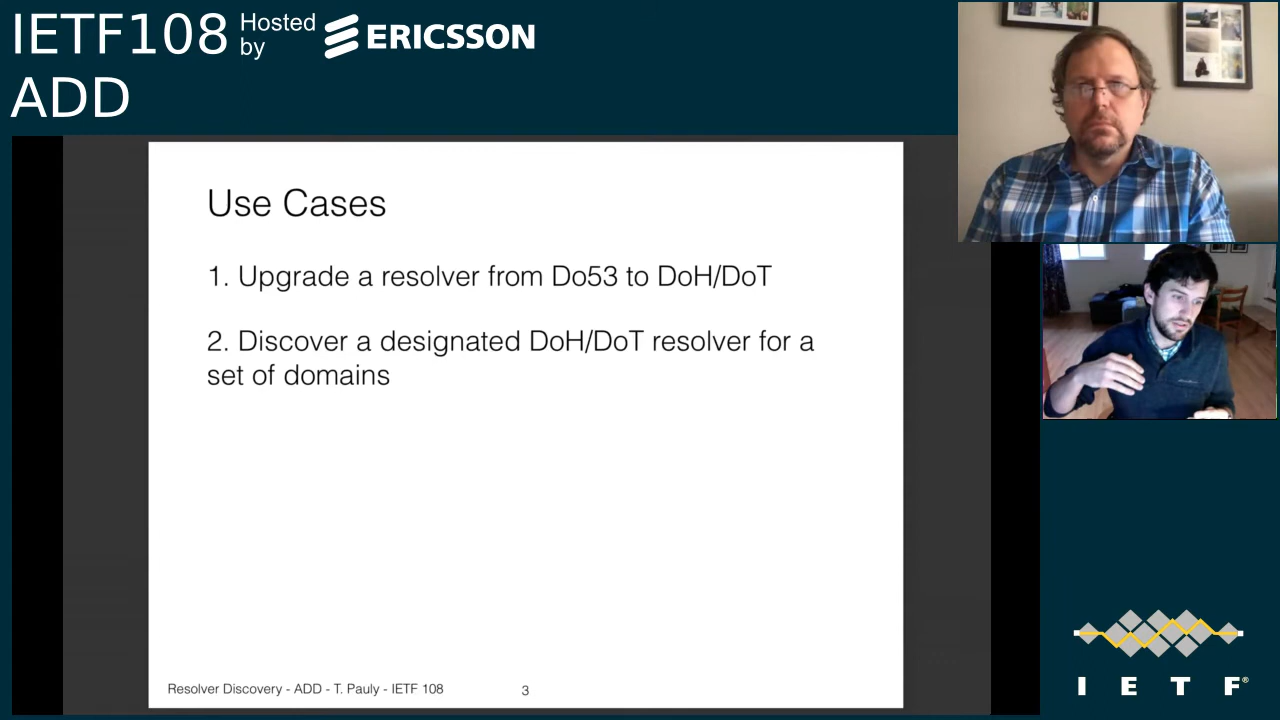 IETF108 Hosted by ERICSSON
ADD
Use Cases
1. Upgrade a resolver from Do53 to DoH/DoT
2. Discover a designated DoH/DoT resolver for a
set of domains
Resolver Discovery - ADD - T. Pauly - IETF 108 3
I E T F®